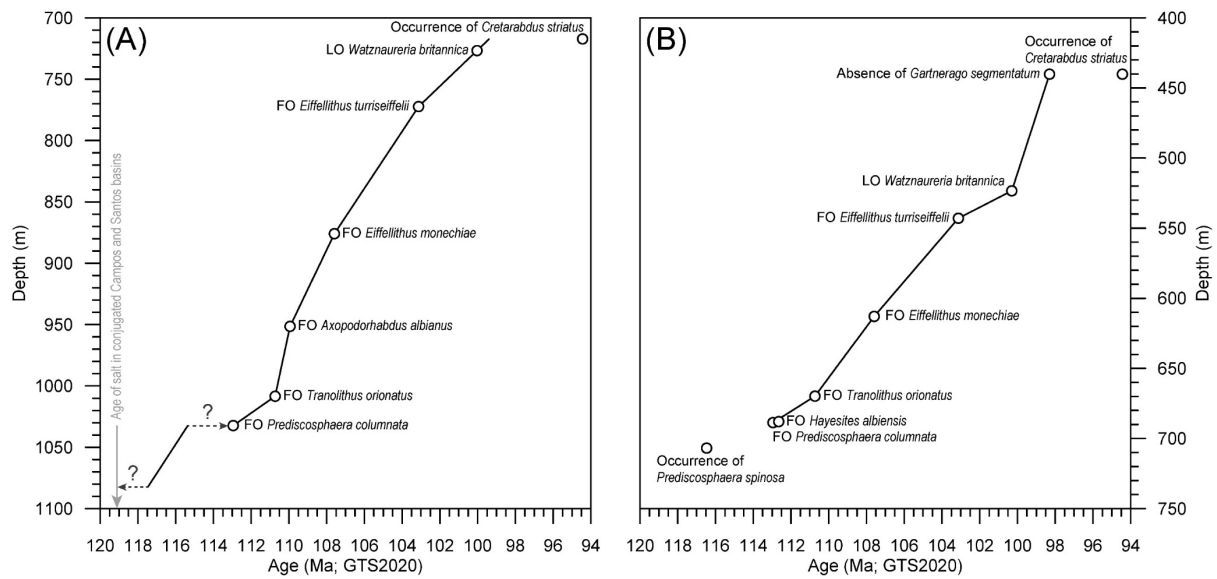 (A)
Occurrence of Cretarabdus striatus
LO Watznaureria britannica
FO Eiffellithus turriseiffelii
FO Eiffellithus monechiae
FO Axopodorhabdus albianus
FO Tranolithus orionatus
FO Prediscosphaera columnata
?
?
Age of salt in conjugated Campos and Santos basins
Depth (m)
700
750
800
850
900
950
1000
1050
1100
120 118 116 114 112 110 108 106 104 102 100 98 96 94
Age (Ma; GTS2020)
(B)
Occurrence of
Cretarabdus striatus
Absence of Gartnerago segmentatum
LO Watznaureria britannica
FO Eiffellithus turriseiffelii
FO Eiffellithus monechiae
FO Tranolithus orionatus
FO Hayesites albiensis
FO Prediscosphaera columnata
Occurrence of
Prediscosphaera spinosa
400
450
500
550
600
650
700
750
Depth (m)
120 118 116 114 112 110 108 106 104 102 100 98 96 94
Age (Ma; GTS2020)